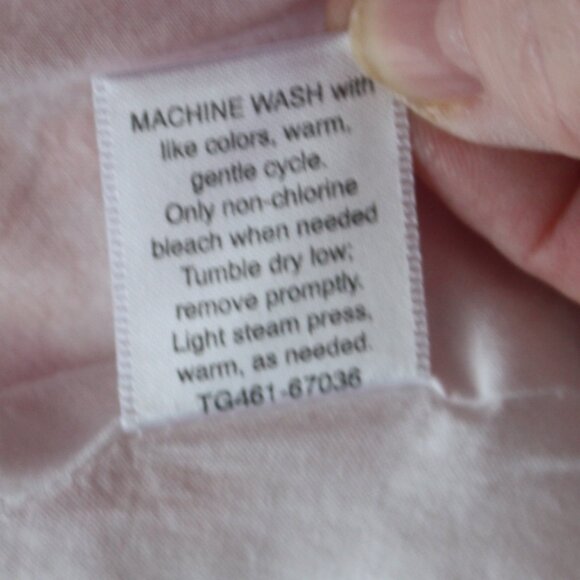 MACHINE WASH with
like colors, warm,
gentle cycle.
Only non-chlorine
bleach when needed
Tumble dry low;
remove promptly.
Light steam press,
warm, as needed.
TG461-67036